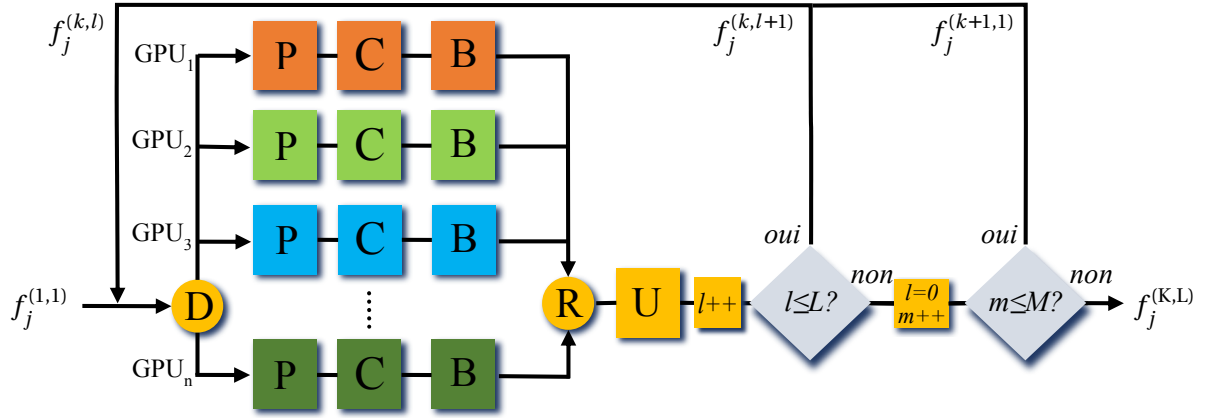 f_j^{(k,l)}
f_j^{(k,l+1)}
f_j^{(k+1,1)}
GPU_1 P C B
GPU_2 P C B
GPU_3 P C B
oui
oui
non
non
f_j^{(1,1)}
D
R
U
l++
l≤L?
l=0
m++
m≤M?
f_j^{(K,L)}
GPU_n P C B